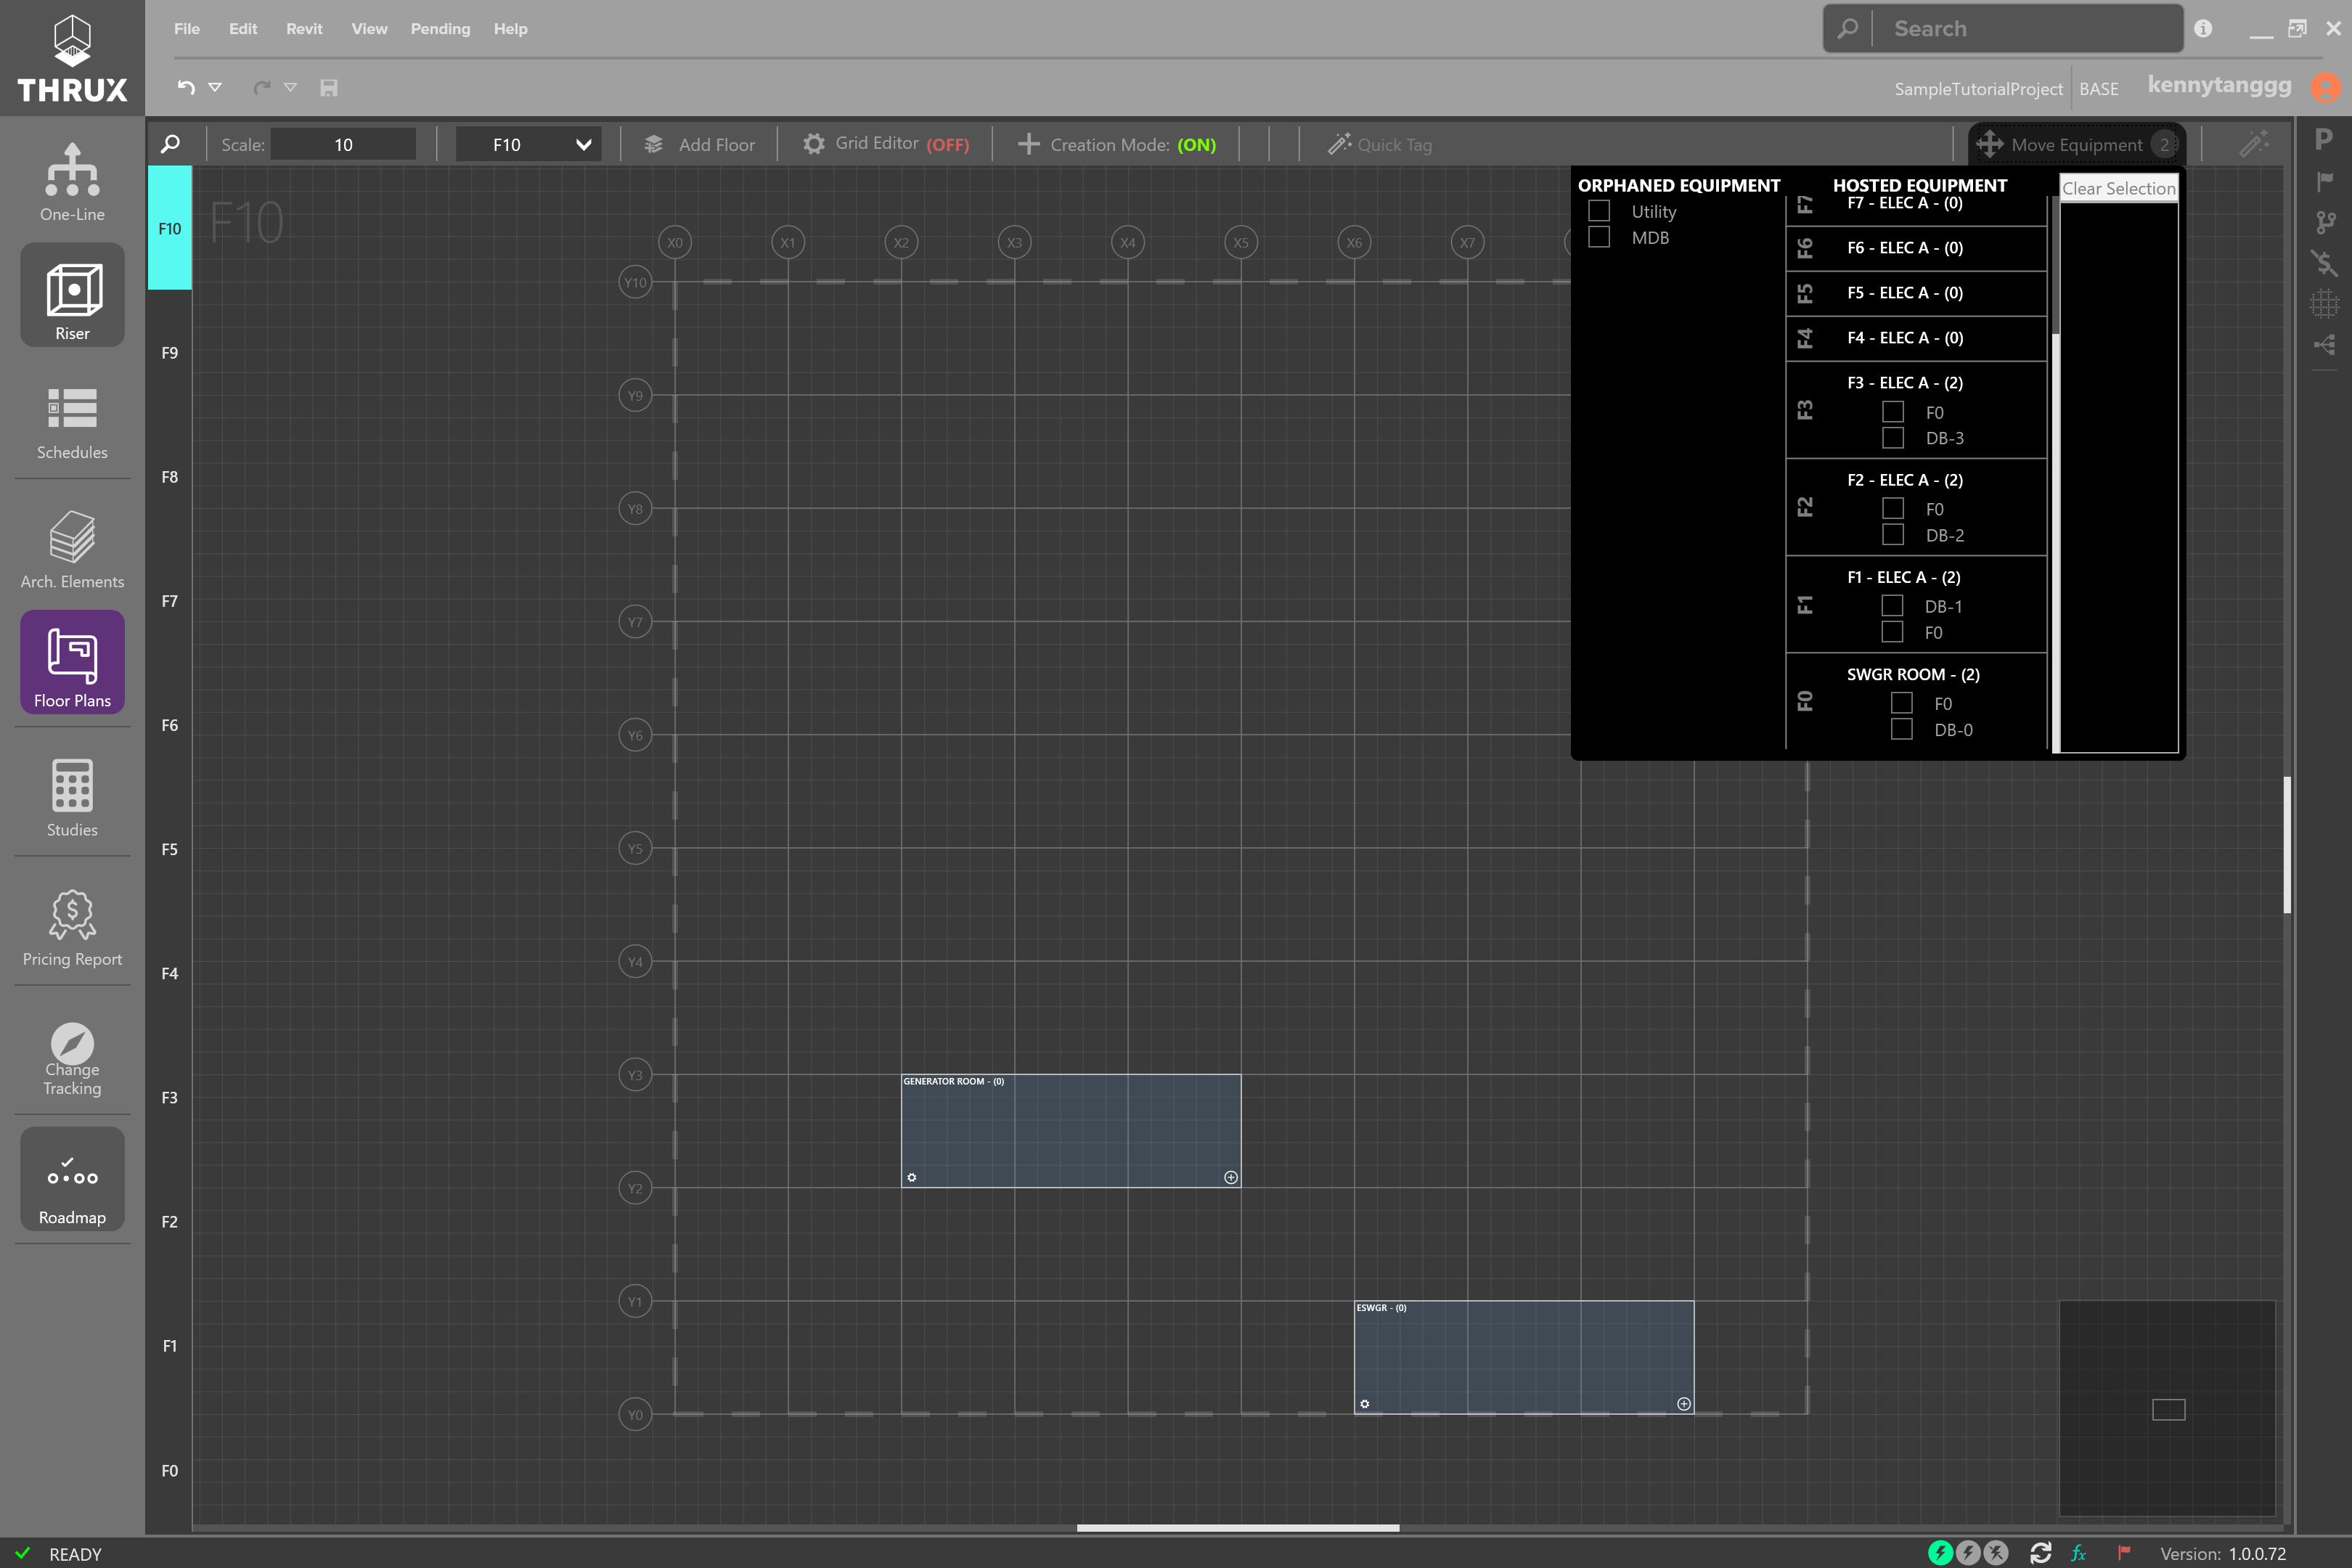 File Edit Revit View Pending Help
Search
THRUX
SampleTutorialProject BASE kennytanggg
Scale: 10 F10 Add Floor Grid Editor (OFF) Creation Mode: (ON) Quick Tag Move Equipment 2
P
One-Line
Riser
Schedules
Arch. Elements
Floor Plans
Studies
Pricing Report
Change
Tracking
Roadmap
F10
F9
F8
F7
F6
F5
F4
F3
F2
F1
F0
F10
X0 X1 X2 X3 X4 X5 X6 X7
Y10
Y9
Y8
Y7
Y6
Y5
Y4
Y3
Y2
Y1
Y0
GENERATOR ROOM - (0)
ESWGR - (0)
ORPHANED EQUIPMENT
Utility
MDB
HOSTED EQUIPMENT
F7 F7 - ELEC A - (0)
F6 F6 - ELEC A - (0)
F5 F5 - ELEC A - (0)
F4 F4 - ELEC A - (0)
F3 F3 - ELEC A - (2)
F0
DB-3
F2 F2 - ELEC A - (2)
F0
DB-2
F1 F1 - ELEC A - (2)
DB-1
F0
F0 SWGR ROOM - (2)
F0
DB-0
Clear Selection
READY
fx
Version: 1.0.0.72